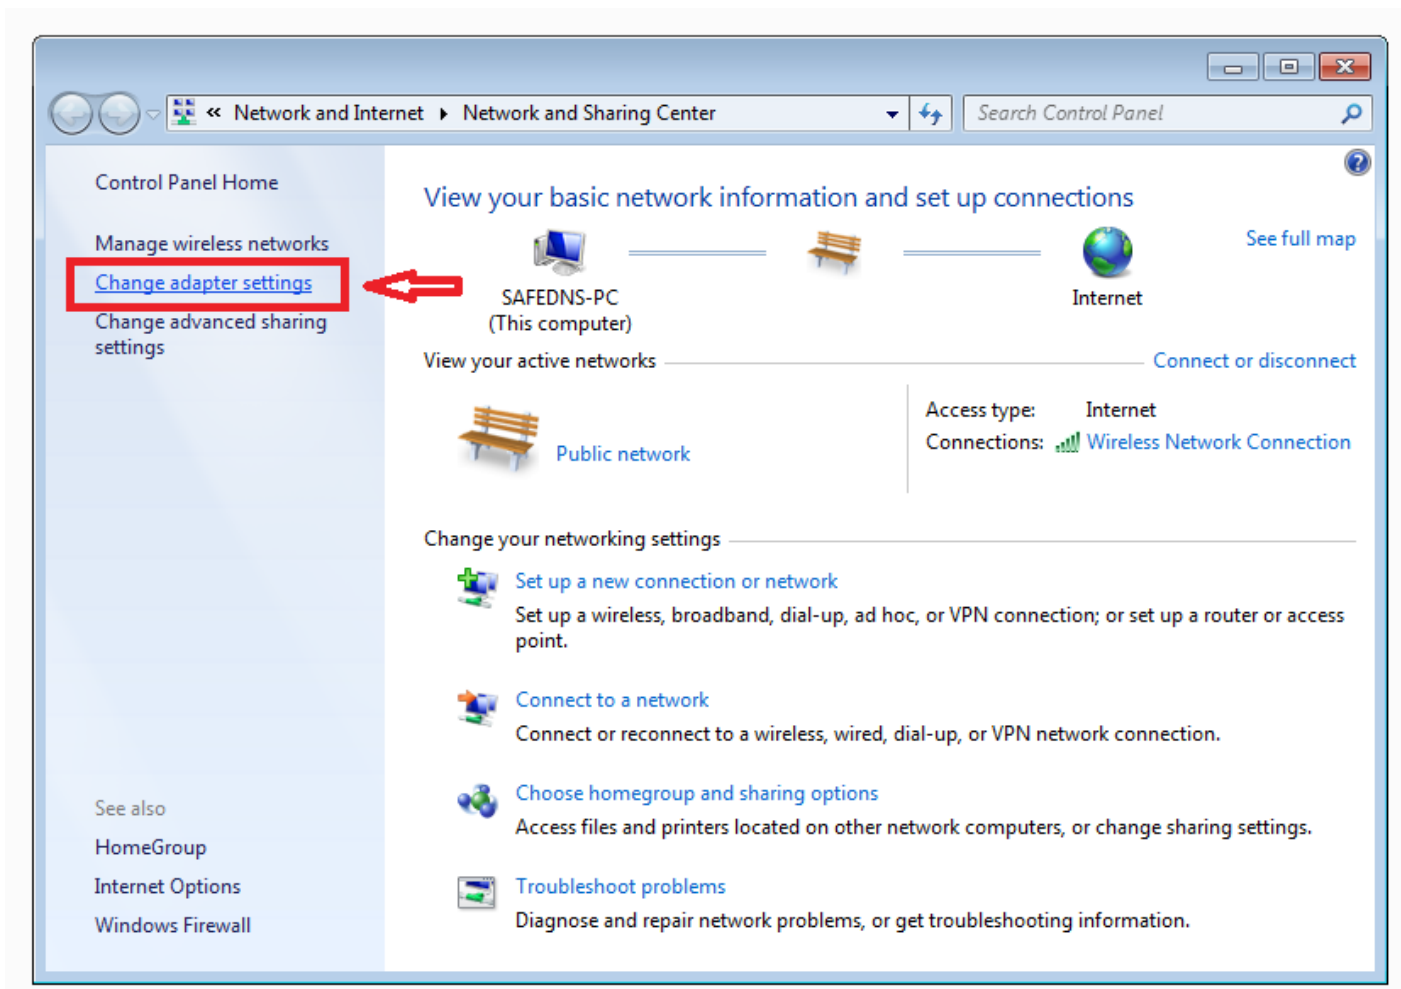 « Network and Internet ▸ Network and Sharing Center
Search Control Panel
Control Panel Home
Manage wireless networks
Change adapter settings
Change advanced sharing
settings
See also
HomeGroup
Internet Options
Windows Firewall
View your basic network information and set up connections
See full map
SAFEDNS-PC
(This computer)
Internet
View your active networks
Connect or disconnect
Public network
Access type: Internet
Connections: Wireless Network Connection
Change your networking settings
Set up a new connection or network
Set up a wireless, broadband, dial-up, ad hoc, or VPN connection; or set up a router or access
point.
Connect to a network
Connect or reconnect to a wireless, wired, dial-up, or VPN network connection.
Choose homegroup and sharing options
Access files and printers located on other network computers, or change sharing settings.
Troubleshoot problems
Diagnose and repair network problems, or get troubleshooting information.